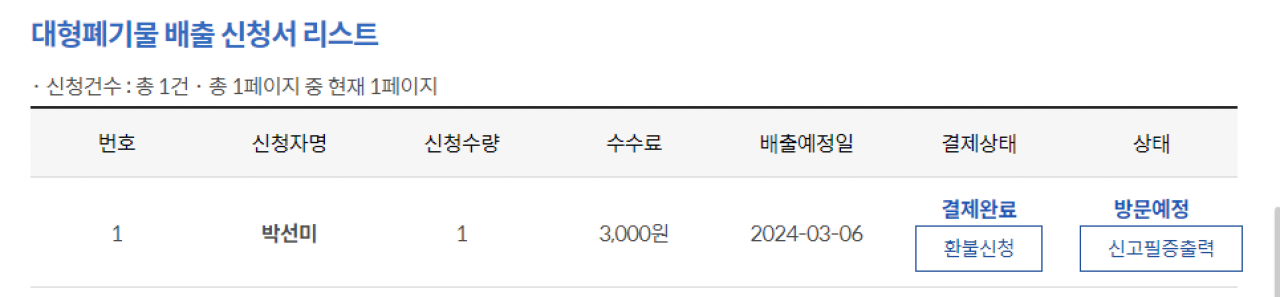 대형폐기물 배출 신청서 리스트
· 신청건수 : 총 1건 · 총 1페이지 중 현재 1페이지
번호 신청자명 신청수량 수수료 배출예정일 결제상태 상태
1 박선미 1 3,000원 2024-03-06 결제완료 방문예정
환불신청 신고필증출력